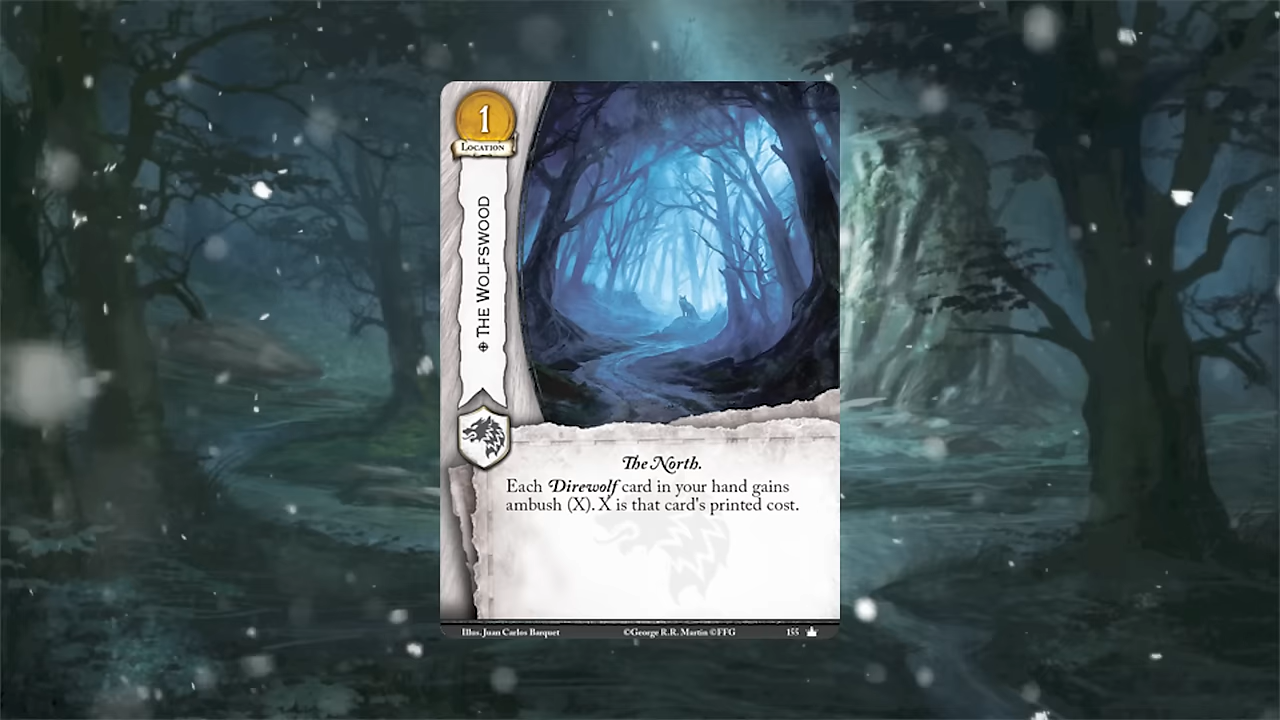 1
LOCATION
THE WOLFSWOOD
The North.
Each Direwolf card in your hand gains
ambush (X). X is that card's printed cost.
Illus. Juan Carlos Barquet ©George R.R. Martin ©FFG 155